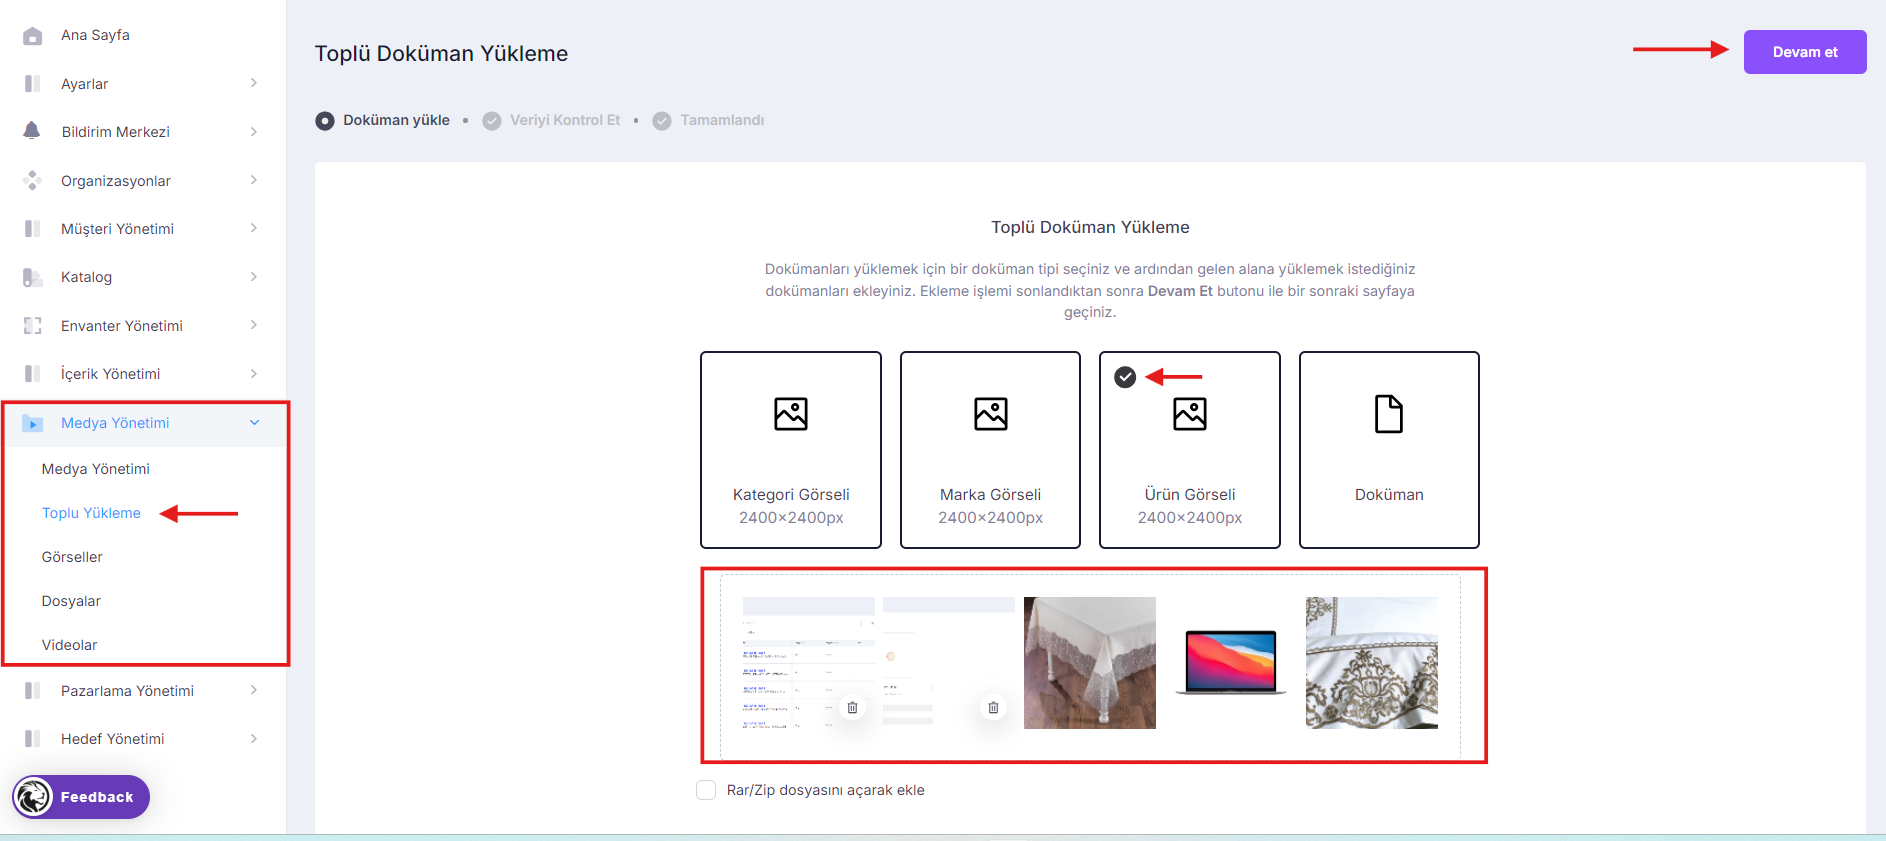 Ana Sayfa
Ayarlar
Bildirim Merkezi
Organizasyonlar
Müşteri Yönetimi
Katalog
Envanter Yönetimi
İçerik Yönetimi
Medya Yönetimi
Medya Yönetimi
Toplu Yükleme
Görseller
Dosyalar
Videolar
Pazarlama Yönetimi
Hedef Yönetimi
Feedback
Toplü Doküman Yükleme
Devam et
Doküman yükle • Veriyi Kontrol Et • Tamamlandı
Toplü Doküman Yükleme
Dokümanları yüklemek için bir doküman tipi seçiniz ve ardından gelen alana yüklemek istediğiniz
dokümanları ekleyiniz. Ekleme işlemi sonlandıktan sonra Devam Et butonu ile bir sonraki sayfaya
geçiniz.
Kategori Görseli
2400×2400px
Marka Görseli
2400×2400px
Ürün Görseli
2400×2400px
Doküman
Rar/Zip dosyasını açarak ekle